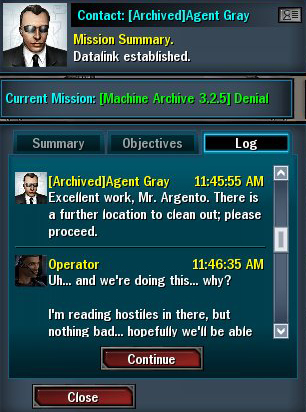 Contact: [Archived]Agent Gray
Mission Summary.
Datalink established.
Current Mission: [Machine Archive 3.2.5] Denial
Summary
Objectives
Log
[Archived]Agent Gray 11:45:55 AM
Excellent work, Mr. Argento. There is
a further location to clean out; please
proceed.
Operator 11:46:35 AM
Uh... and we're doing this... why?
I'm reading hostiles in there, but
nothing bad... hopefully we'll be able
Continue
Close